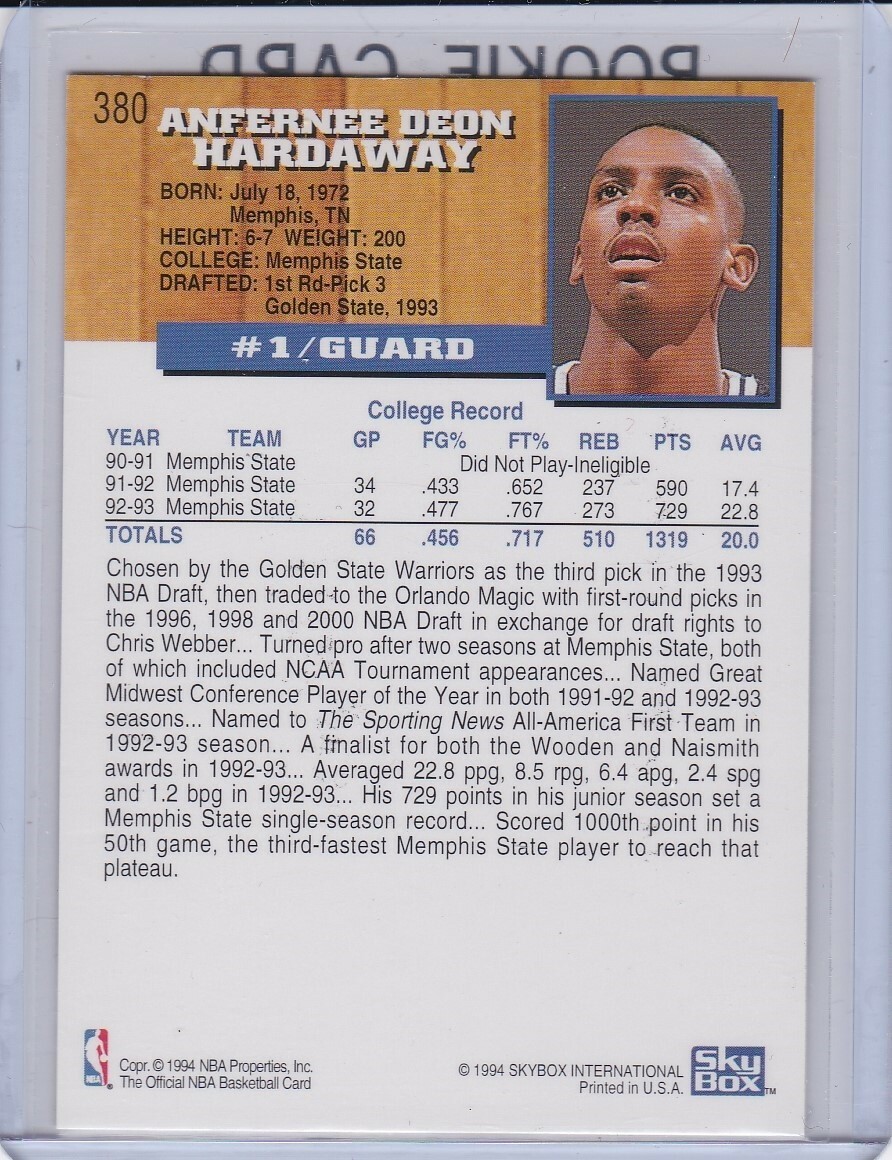 ROOKIE CARD
380
ANFERNEE DEON
HARDAWAY
BORN: July 18, 1972
Memphis, TN
HEIGHT: 6-7 WEIGHT: 200
COLLEGE: Memphis State
DRAFTED: 1st Rd-Pick 3
Golden State, 1993
#1/GUARD
College Record
YEAR TEAM GP FG% FT% REB PTS AVG
90-91 Memphis State Did Not Play-Ineligible
91-92 Memphis State 34 .433 .652 237 590 17.4
92-93 Memphis State 32 .477 .767 273 729 22.8
TOTALS 66 .456 .717 510 1319 20.0
Chosen by the Golden State Warriors as the third pick in the 1993
NBA Draft, then traded to the Orlando Magic with first-round picks in
the 1996, 1998 and 2000 NBA Draft in exchange for draft rights to
Chris Webber... Turned pro after two seasons at Memphis State, both
of which included NCAA Tournament appearances... Named Great
Midwest Conference Player of the Year in both 1991-92 and 1992-93
seasons... Named to The Sporting News All-America First Team in
1992-93 season... A finalist for both the Wooden and Naismith
awards in 1992-93... Averaged 22.8 ppg, 8.5 rpg, 6.4 apg, 2.4 spg
and 1.2 bpg in 1992-93... His 729 points in his junior season set a
Memphis State single-season record... Scored 1000th point in his
50th game, the third-fastest Memphis State player to reach that
plateau.
NBA
Copr. © 1994 NBA Properties, Inc.
The Official NBA Basketball Card
© 1994 SKYBOX INTERNATIONAL
Printed in U.S.A.
Sky
Box™